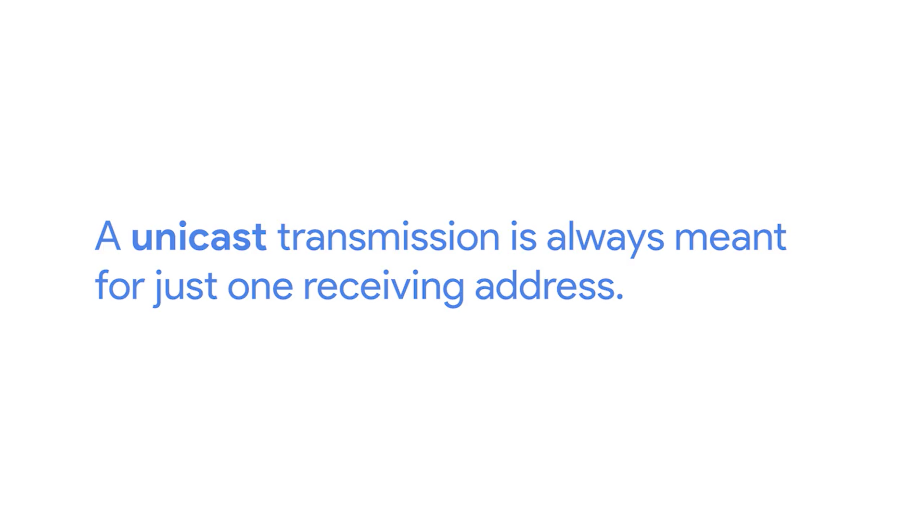 A unicast transmission is always meant
for just one receiving address.